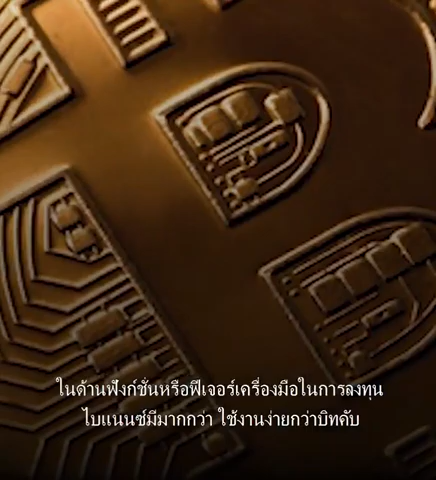 ในด้านฟังก์ชั่นหรือฟีเจอร์เครื่องมือในการลงทุน
ไบแนนซ์มีมากกว่า ใช้งานง่ายกว่าบิทคับ